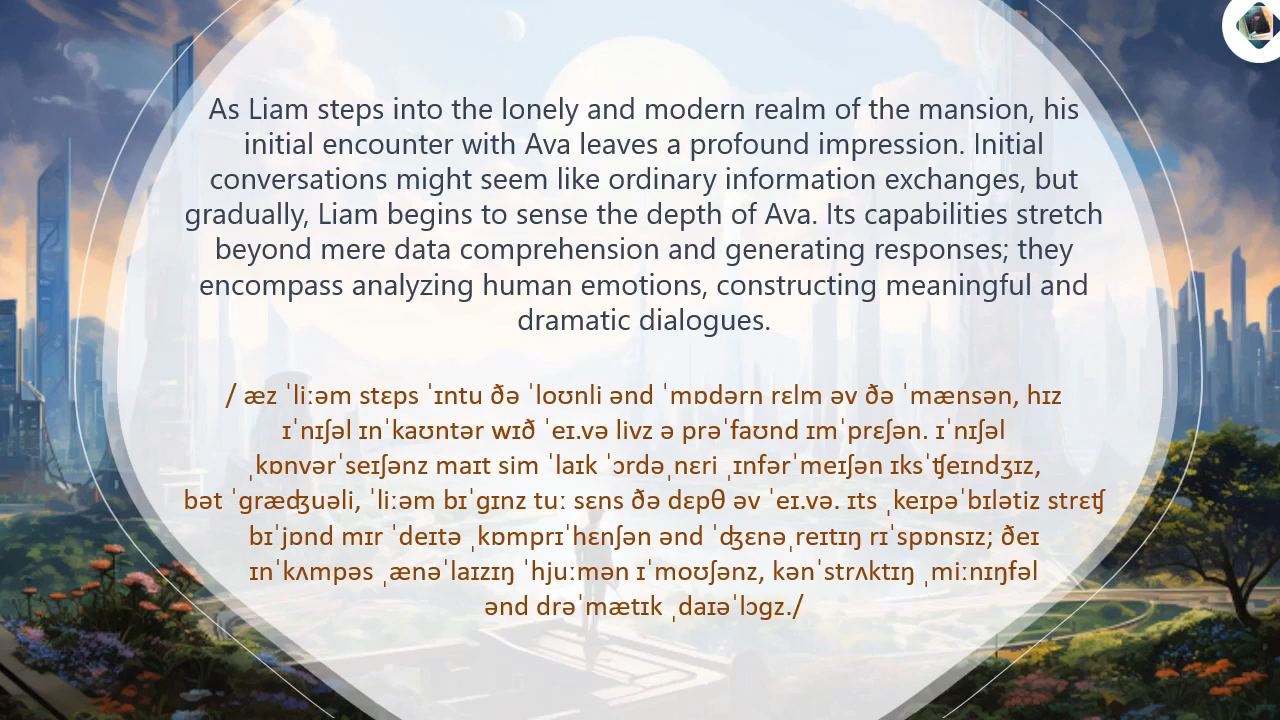 As Liam steps into the lonely and modern realm of the mansion, his
initial encounter with Ava leaves a profound impression. Initial
conversations might seem like ordinary information exchanges, but
gradually, Liam begins to sense the depth of Ava. Its capabilities stretch
beyond mere data comprehension and generating responses; they
encompass analyzing human emotions, constructing meaningful and
dramatic dialogues.
/ æz ˈliːəm stɛps ˈɪntu ðə ˈloʊnli ənd ˈmɒdərn rɛlm əv ðə ˈmænsən, hɪz
ɪˈnɪʃəl ɪnˈkaʊntər wɪð ˈeɪ.və livz ə prəˈfaʊnd ɪmˈprɛʃən. ɪˈnɪʃəl
ˌkɒnvərˈseɪʃənz maɪt sim ˈlaɪk ˈɔrdəˌnɛri ˌɪnfərˈmeɪʃən ɪksˈʧeɪndʒɪz,
bət ˈgræʤuəli, ˈliːəm bɪˈgɪnz tuː sɛns ðə dɛpθ əv ˈeɪ.və. ɪts ˌkeɪpəˈbɪlətiz strɛʧ
bɪˈjɒnd mɪr ˈdeɪtə ˌkɒmprɪˈhɛnʃən ənd ˈʤɛnəˌreɪtɪŋ rɪˈspɒnsɪz; ðeɪ
ɪnˈkʌmpəs ˌænəˈlaɪzɪŋ ˈhjuːmən ɪˈmoʊʃənz, kənˈstrʌktɪŋ ˌmiːnɪŋfəl
ənd drəˈmætɪk ˌdaɪəˈlɔgz./